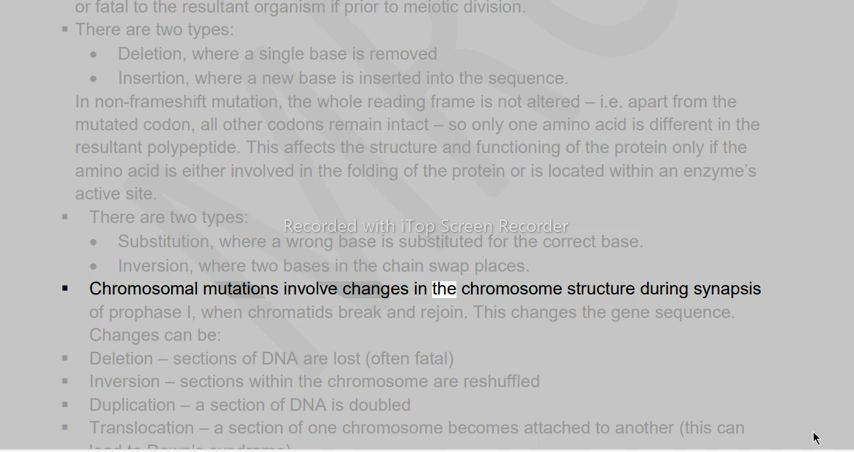 or fatal to the resultant organism if prior to meiotic division.
▪ There are two types:
• Deletion, where a single base is removed
• Insertion, where a new base is inserted into the sequence.
In non-frameshift mutation, the whole reading frame is not altered – i.e. apart from the
mutated codon, all other codons remain intact – so only one amino acid is different in the
resultant polypeptide. This affects the structure and functioning of the protein only if the
amino acid is either involved in the folding of the protein or is located within an enzyme's
active site.
▪ There are two types:
Recorded with iTop Screen Recorder
• Substitution, where a wrong base is substituted for the correct base.
• Inversion, where two bases in the chain swap places.
▪ Chromosomal mutations involve changes in the chromosome structure during synapsis
of prophase I, when chromatids break and rejoin. This changes the gene sequence.
Changes can be:
▪ Deletion – sections of DNA are lost (often fatal)
▪ Inversion – sections within the chromosome are reshuffled
▪ Duplication – a section of DNA is doubled
▪ Translocation – a section of one chromosome becomes attached to another (this can
lead to Down's syndrome)